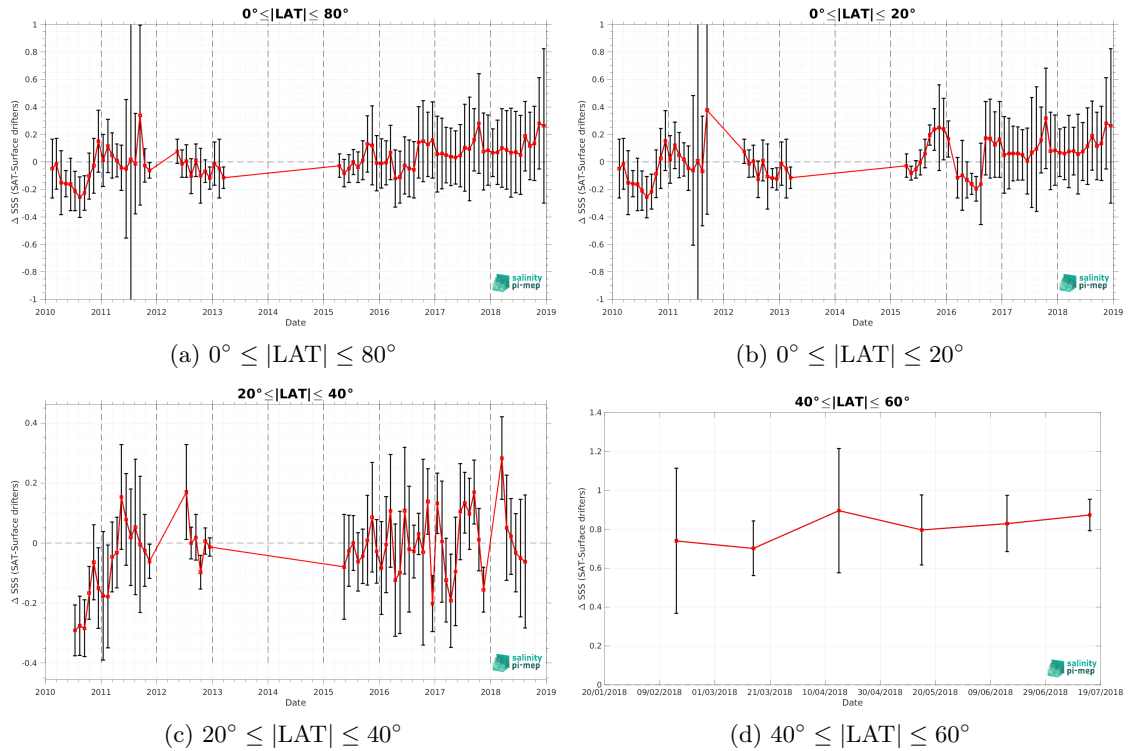 0°≤|LAT|≤ 80°
Δ SSS (SAT-Surface drifters)
1
0.8
0.6
0.4
0.2
0
-0.2
-0.4
-0.6
-0.8
-1
2010 2011 2012 2013 2014 2015 2016 2017 2018 2019
Date
salinity
pi-mep
(a) 0° ≤ |LAT| ≤ 80°
0°≤|LAT|≤ 20°
Δ SSS (SAT-Surface drifters)
1
0.8
0.6
0.4
0.2
0
-0.2
-0.4
-0.6
-0.8
-1
2010 2011 2012 2013 2014 2015 2016 2017 2018 2019
Date
salinity
pi-mep
(b) 0° ≤ |LAT| ≤ 20°
20°≤|LAT|≤ 40°
Δ SSS (SAT-Surface drifters)
0.4
0.2
0
-0.2
-0.4
2010 2011 2012 2013 2014 2015 2016 2017 2018 2019
Date
salinity
pi-mep
(c) 20° ≤ |LAT| ≤ 40°
40°≤|LAT|≤ 60°
Δ SSS (SAT-Surface drifters)
1.4
1.2
1
0.8
0.6
0.4
0.2
0
20/01/2018 09/02/2018 01/03/2018 21/03/2018 10/04/2018 30/04/2018 20/05/2018 09/06/2018 29/06/2018 19/07/2018
Date
salinity
pi-mep
(d) 40° ≤ |LAT| ≤ 60°